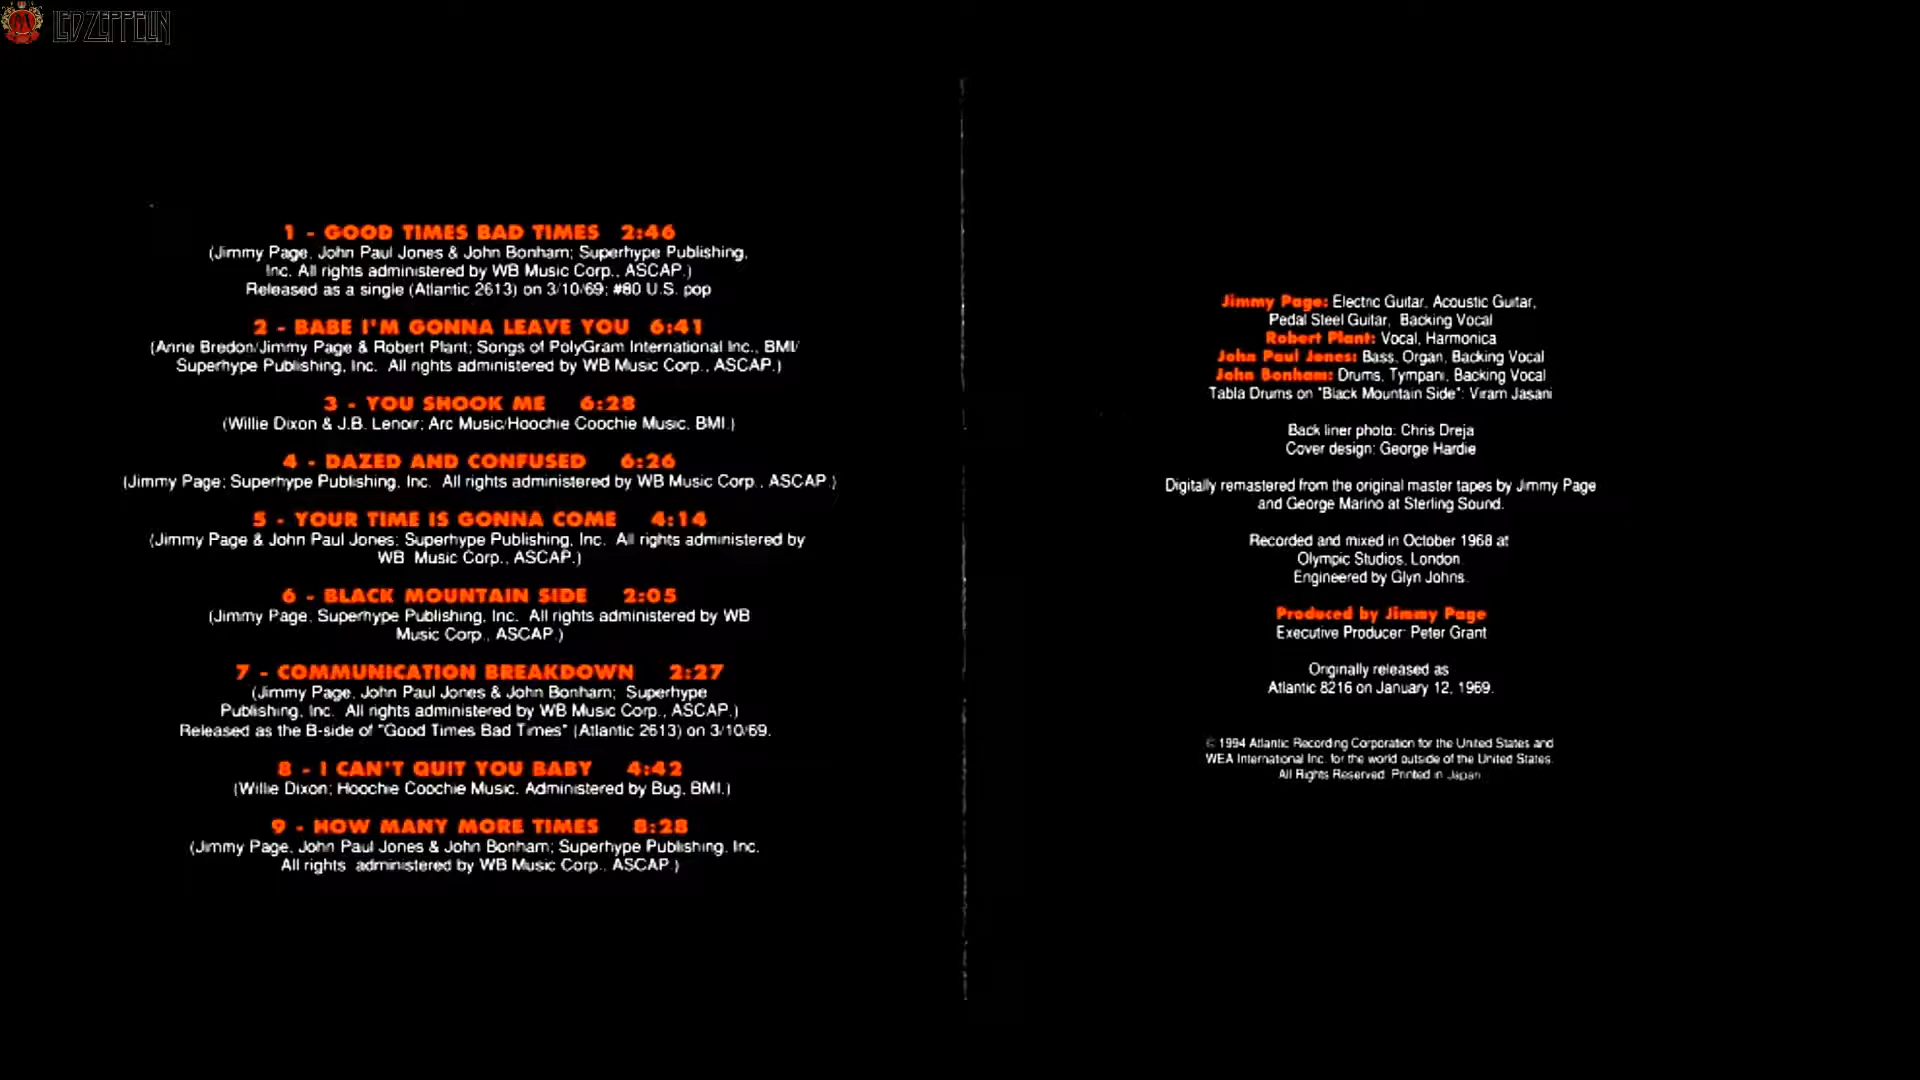 LED ZEPPELIN
1 - GOOD TIMES BAD TIMES 2:46
(Jimmy Page, John Paul Jones & John Bonham; Superhype Publishing,
Inc. All rights administered by WB Music Corp., ASCAP.)
Released as a single (Atlantic 2613) on 3/10/69; #80 U.S. pop
2 - BABE I'M GONNA LEAVE YOU 6:41
(Anne Bredon/Jimmy Page & Robert Plant; Songs of PolyGram International Inc., BMI/
Superhype Publishing, Inc. All rights administered by WB Music Corp., ASCAP.)
3 - YOU SHOOK ME 6:28
(Willie Dixon & J.B. Lenoir; Arc Music/Hoochie Coochie Music, BMI.)
4 - DAZED AND CONFUSED 6:26
(Jimmy Page; Superhype Publishing, Inc. All rights administered by WB Music Corp., ASCAP.)
5 - YOUR TIME IS GONNA COME 4:14
(Jimmy Page & John Paul Jones; Superhype Publishing, Inc. All rights administered by
WB Music Corp., ASCAP.)
6 - BLACK MOUNTAIN SIDE 2:05
(Jimmy Page; Superhype Publishing, Inc. All rights administered by WB
Music Corp., ASCAP.)
7 - COMMUNICATION BREAKDOWN 2:27
(Jimmy Page, John Paul Jones & John Bonham; Superhype
Publishing, Inc. All rights administered by WB Music Corp., ASCAP.)
Released as the B-side of "Good Times Bad Times" (Atlantic 2613) on 3/10/69.
8 - I CAN'T QUIT YOU BABY 4:42
(Willie Dixon; Hoochie Coochie Music. Administered by Bug, BMI.)
9 - HOW MANY MORE TIMES 8:28
(Jimmy Page, John Paul Jones & John Bonham; Superhype Publishing, Inc.
All rights administered by WB Music Corp., ASCAP.)
Jimmy Page: Electric Guitar, Acoustic Guitar,
Pedal Steel Guitar, Backing Vocal
Robert Plant: Vocal, Harmonica
John Paul Jones: Bass, Organ, Backing Vocal
John Bonham: Drums, Tympani, Backing Vocal
Tabla Drums on "Black Mountain Side": Viram Jasani
Back liner photo: Chris Dreja
Cover design: George Hardie
Digitally remastered from the original master tapes by Jimmy Page
and George Marino at Sterling Sound.
Recorded and mixed in October 1968 at
Olympic Studios, London
Engineered by Glyn Johns.
Produced by Jimmy Page
Executive Producer: Peter Grant
Originally released as
Atlantic 8216 on January 12, 1969.
© 1994 Atlantic Recording Corporation for the United States and
WEA International Inc. for the world outside of the United States.
All Rights Reserved. Printed in Japan